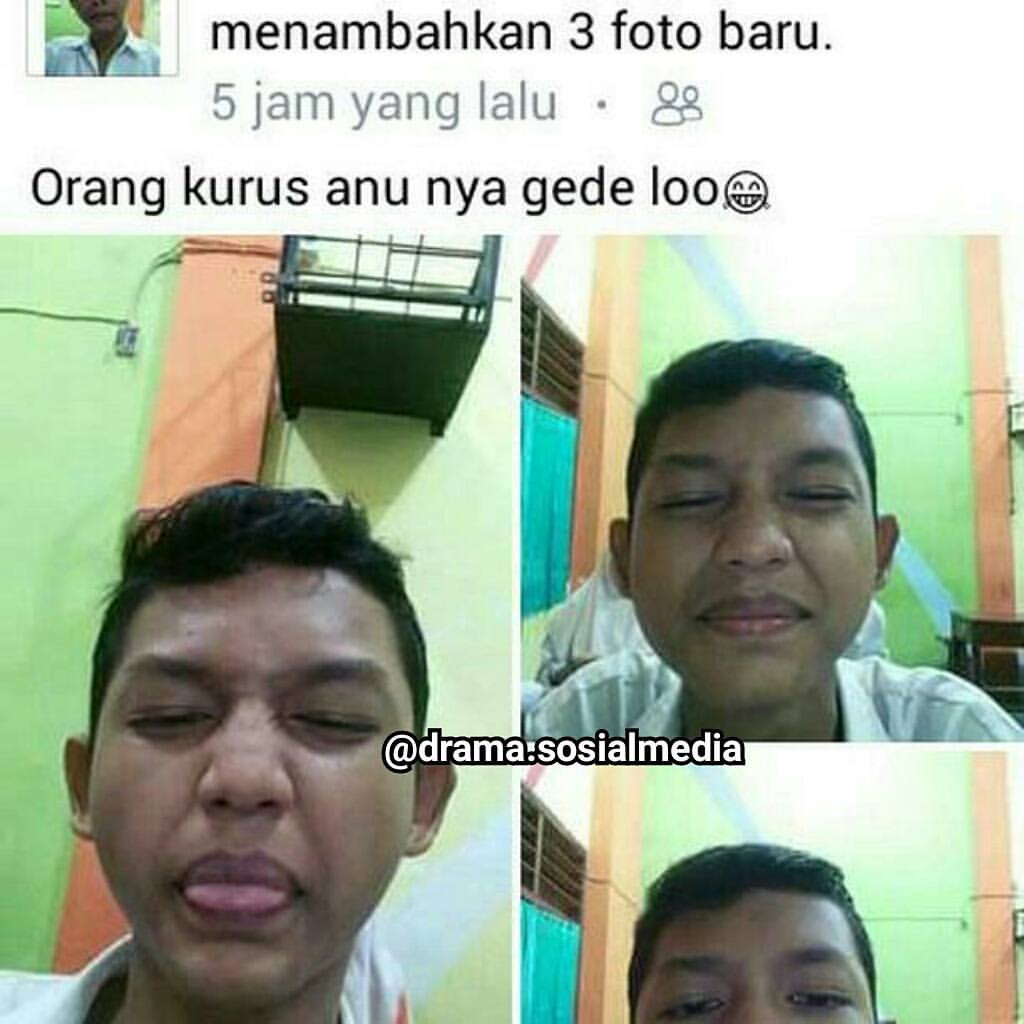 menambahkan 3 foto baru.
5 jam yang lalu ·
Orang kurus anu nya gede loo😁
@drama.sosialmedia